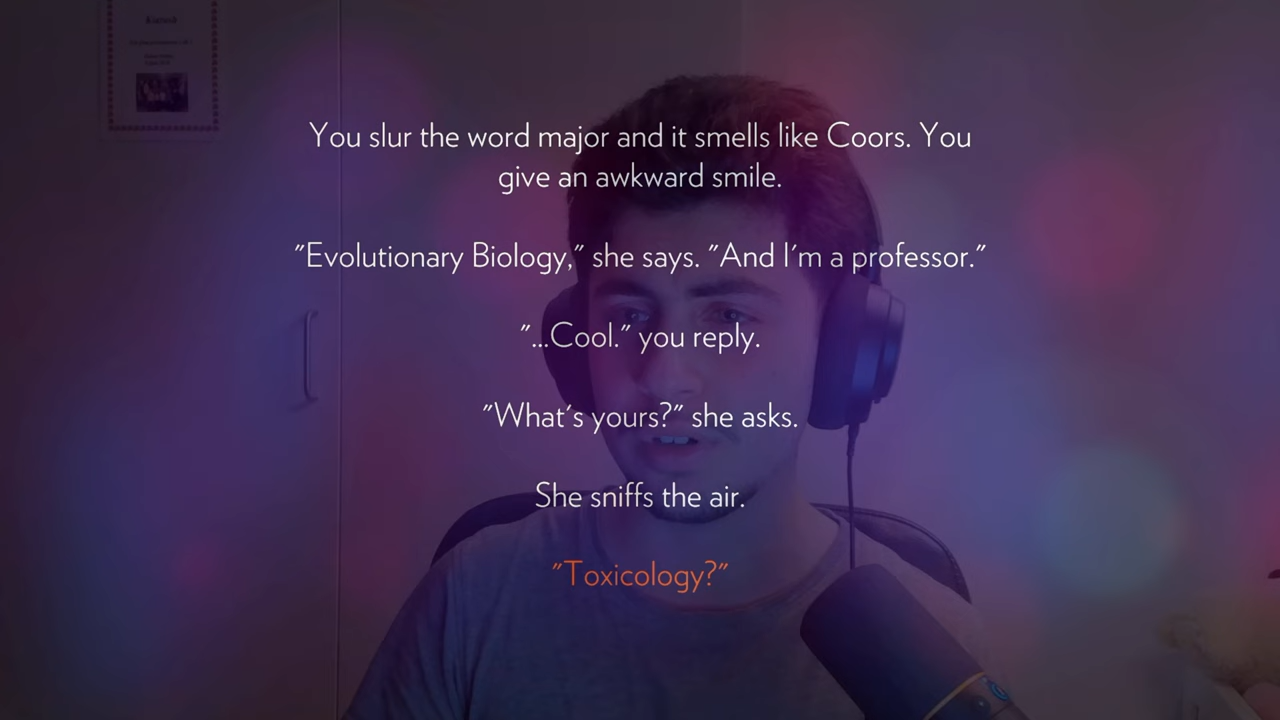 You slur the word major and it smells like Coors. You
give an awkward smile.
"Evolutionary Biology," she says. "And I'm a professor."
"...Cool." you reply.
"What's yours?" she asks.
She sniffs the air.
"Toxicology?"